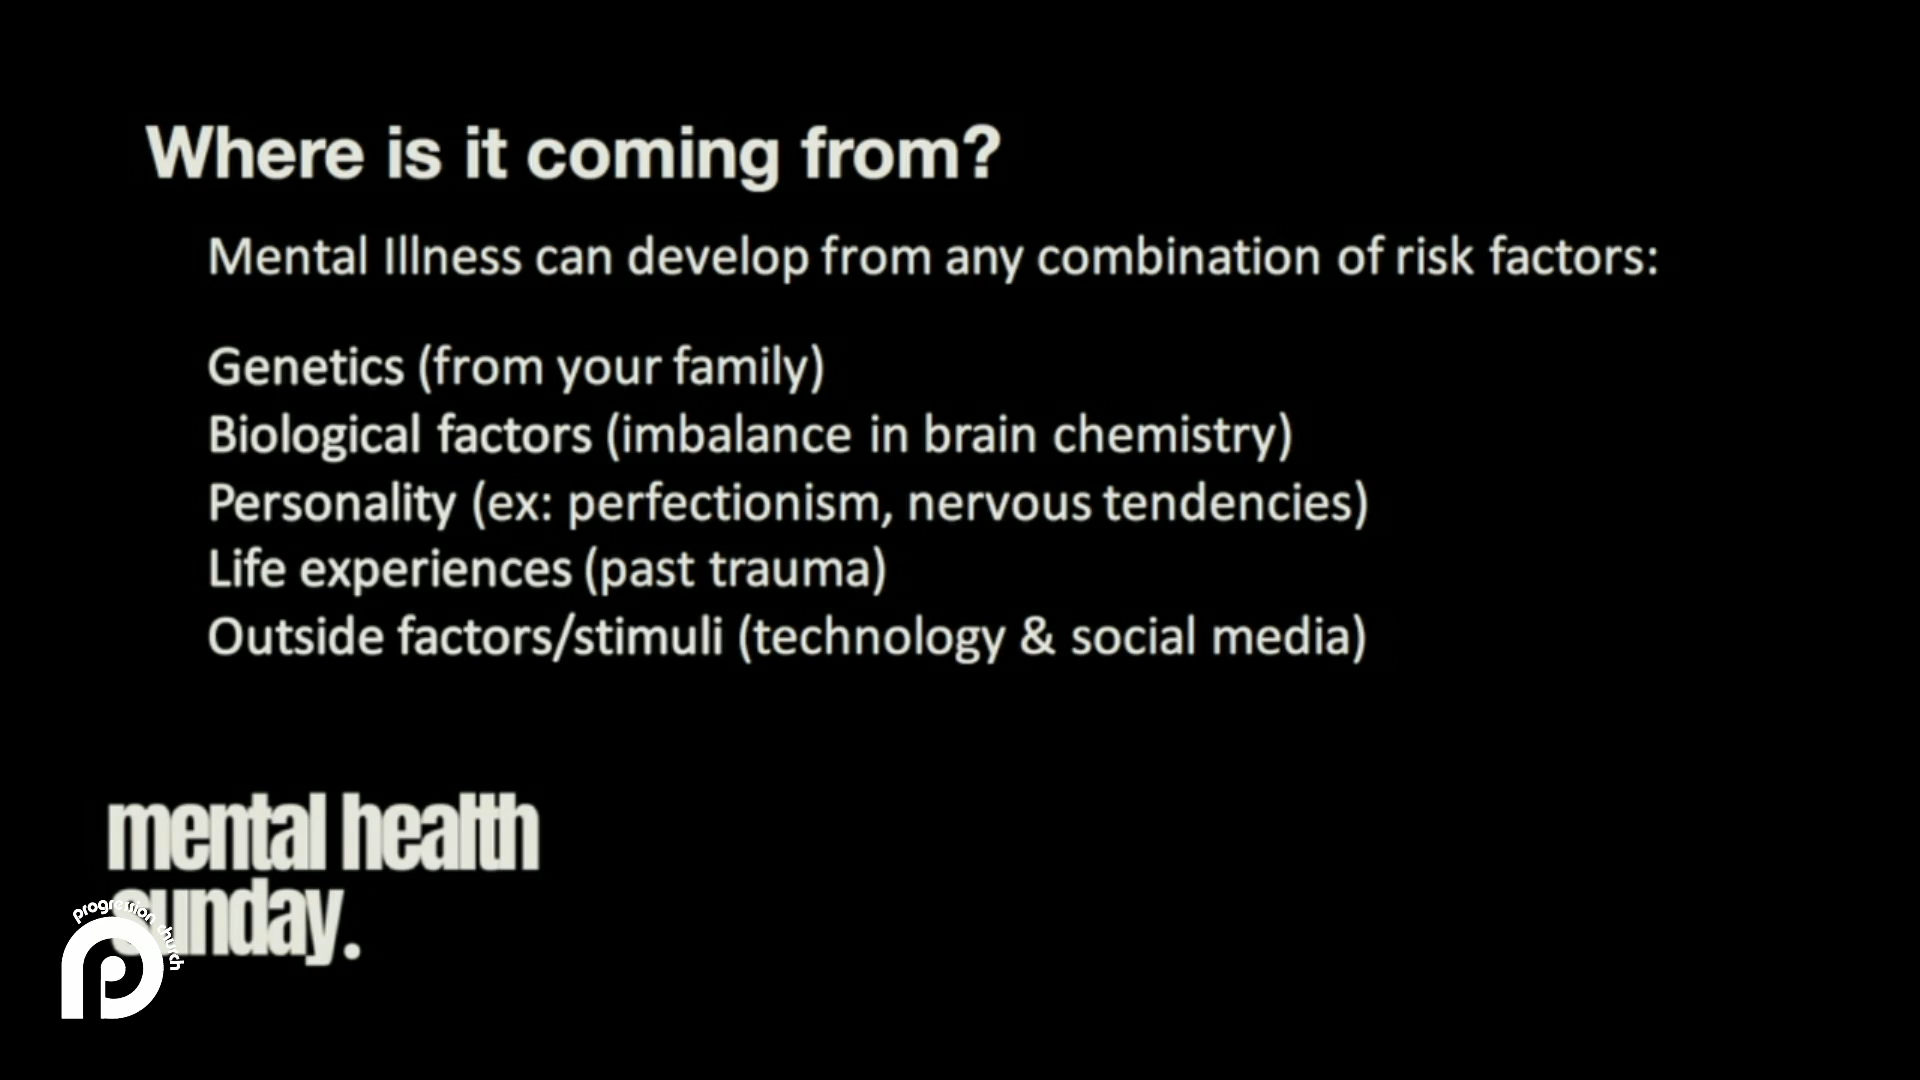 Where is it coming from?
Mental Illness can develop from any combination of risk factors:
Genetics (from your family)
Biological factors (imbalance in brain chemistry)
Personality (ex: perfectionism, nervous tendencies)
Life experiences (past trauma)
Outside factors/stimuli (technology & social media)
mental health
sunday.
progression church